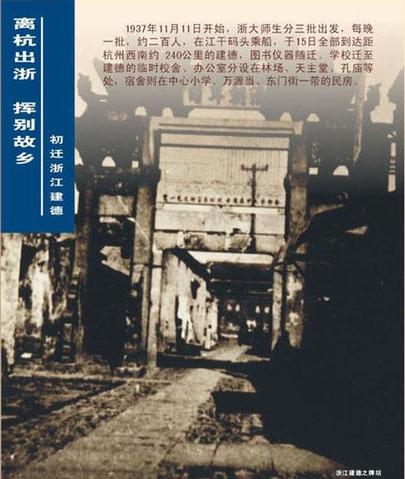 离杭出浙 挥别故乡
初迁浙江建德
1937年11月11日开始，浙大师生分三批出发，每晚
一批，约二百人，在江干码头乘船，于15日全部到达距
杭州西南约 240公里的建德，图书仪器随迁。学校迁至
建德的临时校舍、办公室分设在林场、天主堂、孔庙等
处，宿舍则在中心小学、万源当、东门街一带的民房。
浙江建德之牌坊